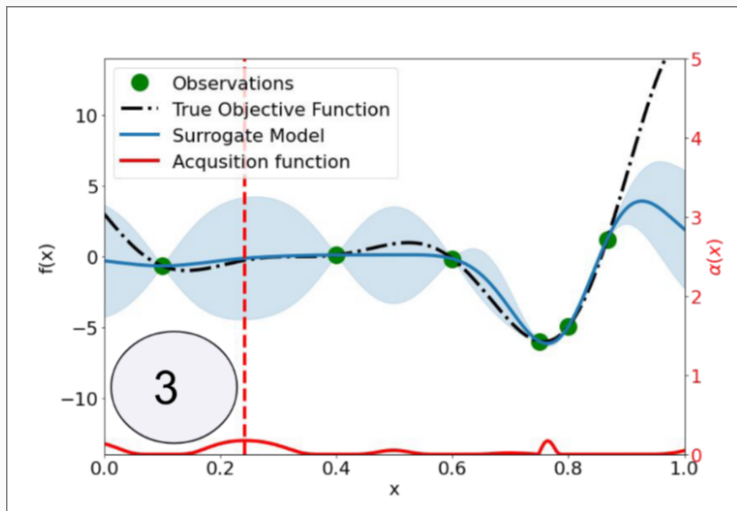 Observations
True Objective Function
Surrogate Model
Acqusition function
10
5
0
−5
−10
f(x)
5
4
3
2
1
0
α(x)
3
0.0 0.2 0.4 0.6 0.8 1.0
x